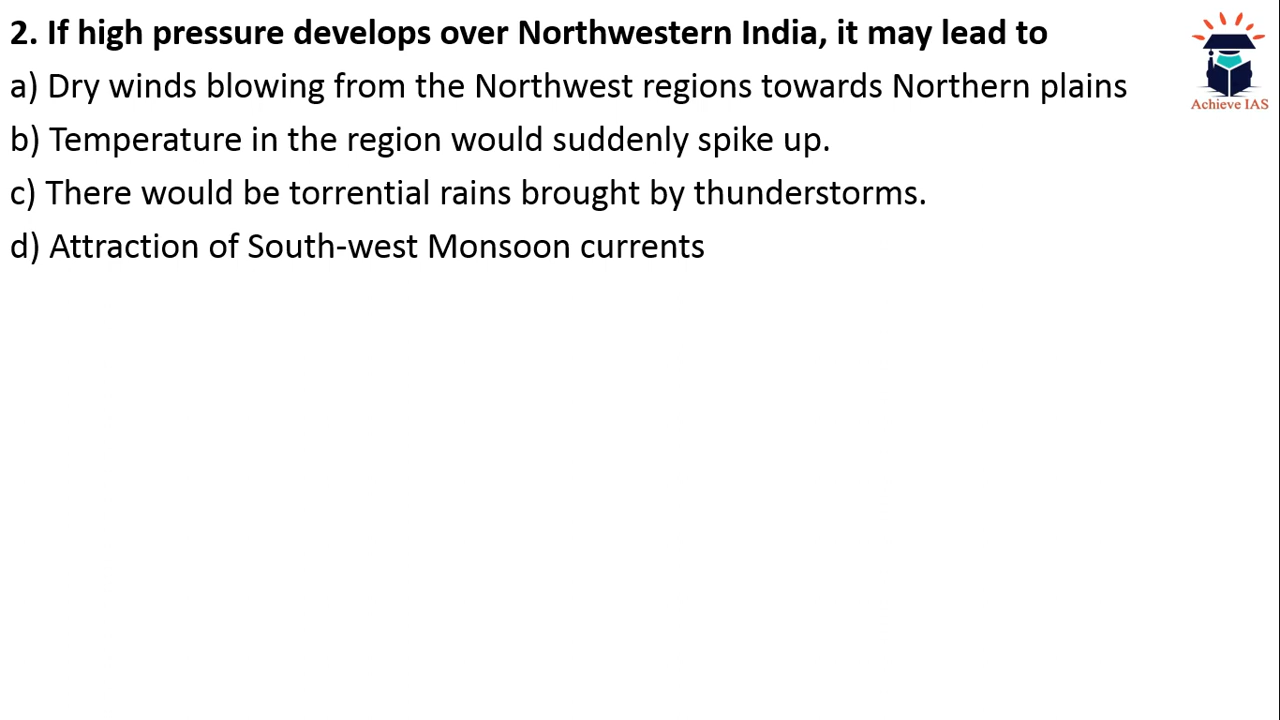 2. If high pressure develops over Northwestern India, it may lead to
a) Dry winds blowing from the Northwest regions towards Northern plains
b) Temperature in the region would suddenly spike up.
c) There would be torrential rains brought by thunderstorms.
d) Attraction of South-west Monsoon currents
Achieve IAS